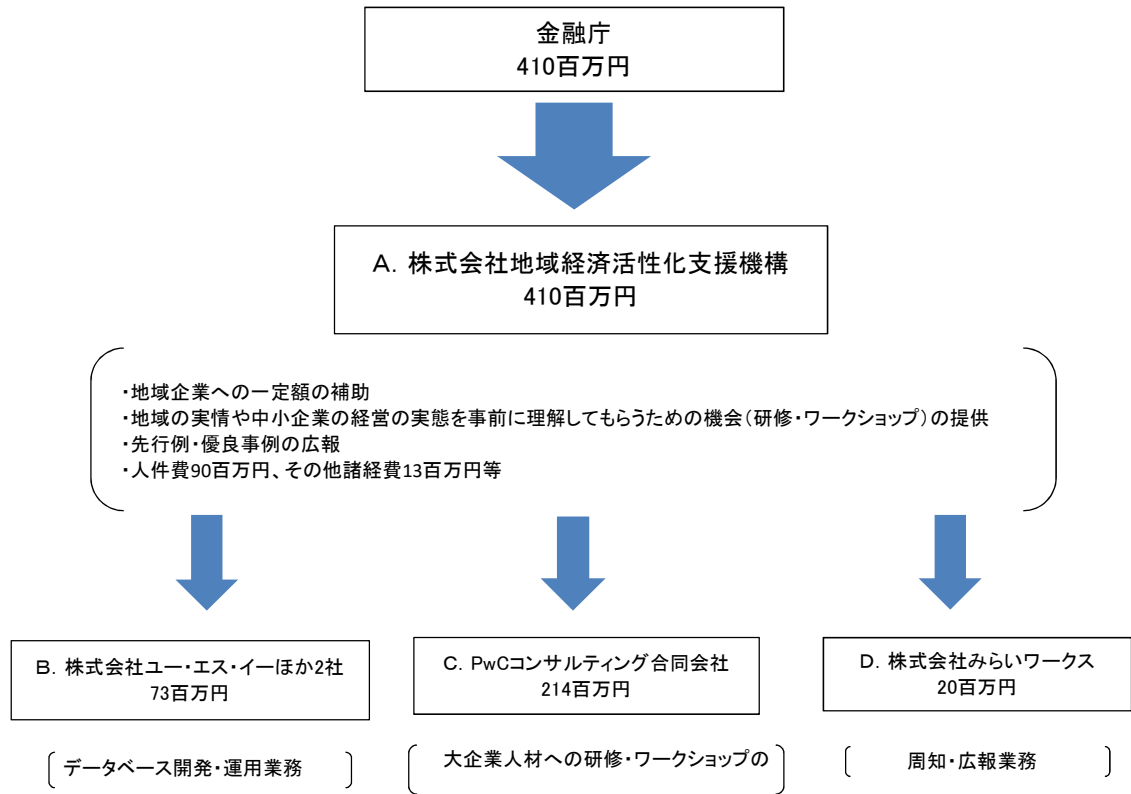 金融庁
410百万円
A．株式会社地域経済活性化支援機構
410百万円
・地域企業への一定額の補助
・地域の実情や中小企業の経営の実態を事前に理解してもらうための機会（研修・ワークショップ）の提供
・先行例・優良事例の広報
・人件費90百万円、その他諸経費13百万円等
B．株式会社ユー・エス・イーほか2社
73百万円
C．PwCコンサルティング合同会社
214百万円
D．株式会社みらいワークス
20百万円
データベース開発・運用業務
大企業人材への研修・ワークショップの
周知・広報業務